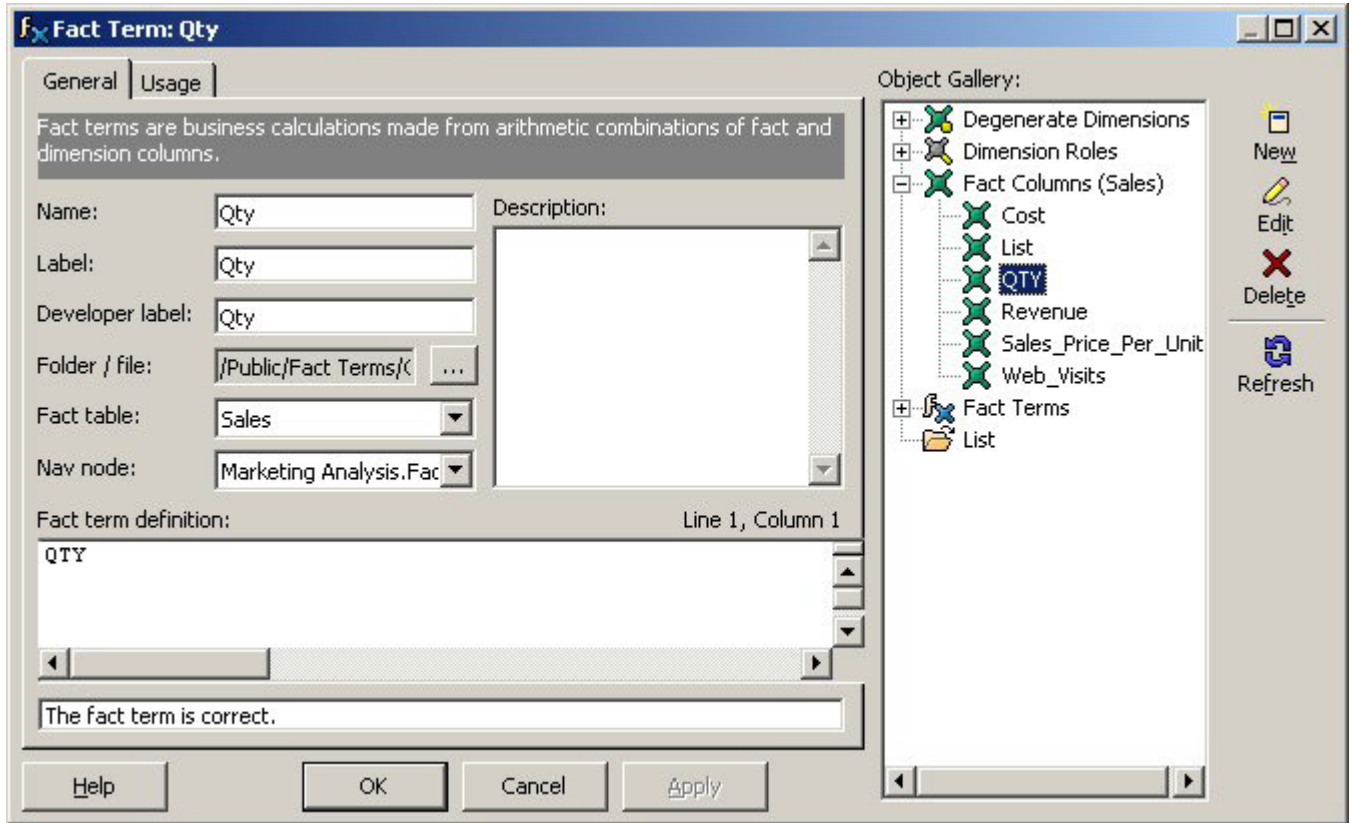 fx Fact Term: Qty
General Usage
Fact terms are business calculations made from arithmetic combinations of fact and
dimension columns.
Name: Qty
Label: Qty
Developer label: Qty
Folder / file: /Public/Fact Terms/ ...
Fact table: Sales
Nav node: Marketing Analysis.Fac
Description:
Fact term definition: Line 1, Column 1
QTY
The fact term is correct.
Help OK Cancel Apply
Object Gallery:
Degenerate Dimensions
Dimension Roles
Fact Columns (Sales)
Cost
List
QTY
Revenue
Sales_Price_Per_Unit
Web_Visits
Fact Terms
List
New
Edit
Delete
Refresh